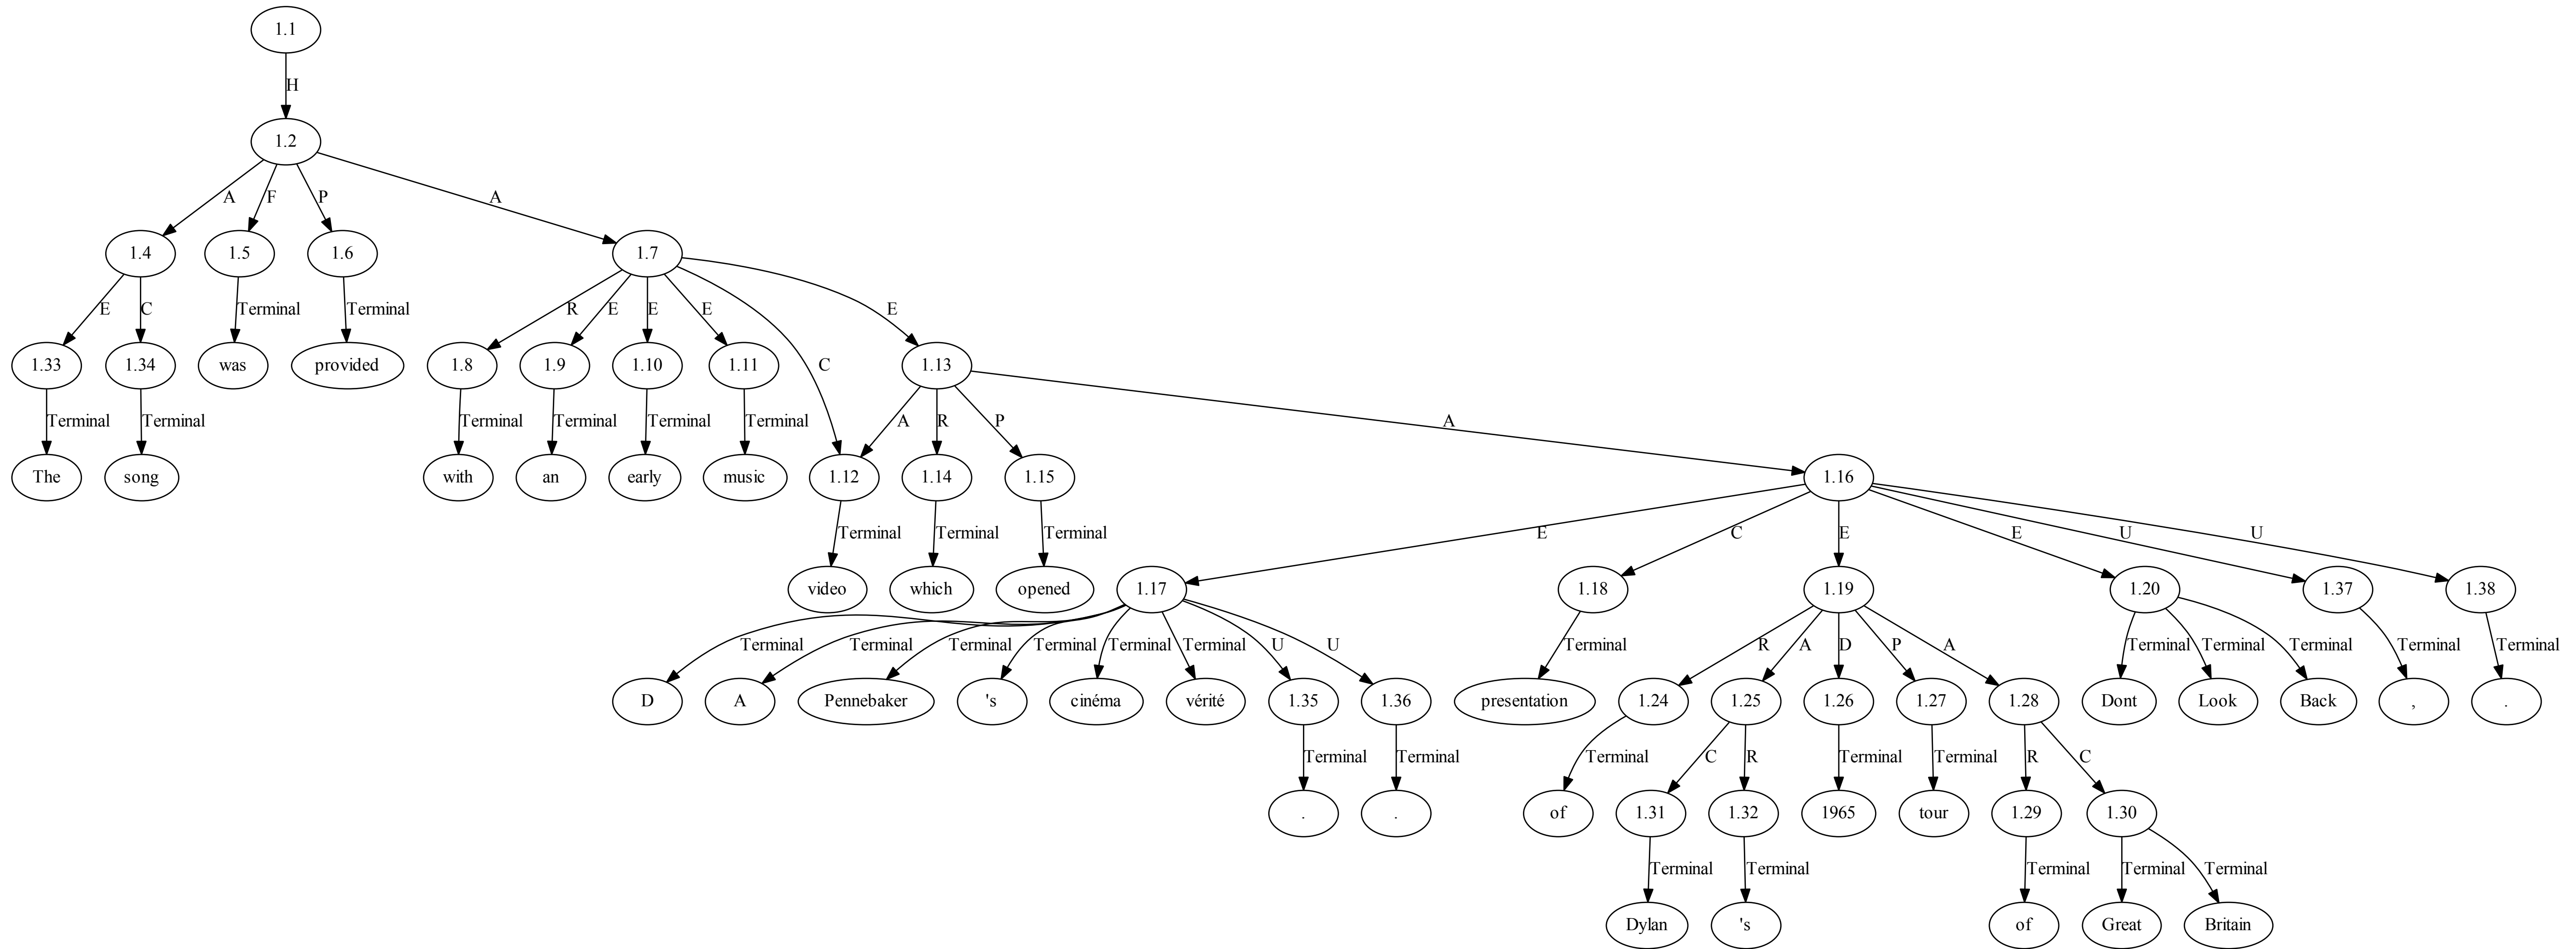 1.1
H
1.2
A F P A
1.4 1.5 1.6 1.7
E C Terminal Terminal R E E E C E
1.33 1.34 was provided 1.8 1.9 1.10 1.11 1.13
Terminal Terminal Terminal Terminal Terminal Terminal A R P A
The song with an early music 1.12 1.14 1.15 1.16
Terminal Terminal Terminal E C E E U U
video which opened 1.17 1.18 1.19 1.20 1.37 1.38
Terminal Terminal Terminal Terminal Terminal Terminal U U Terminal R A D P A Terminal Terminal Terminal Terminal Terminal
D A Pennebaker 's cinéma vérité 1.35 1.36 presentation 1.24 1.25 1.26 1.27 1.28 Dont Look Back , .
Terminal Terminal Terminal C R Terminal Terminal R C
. . of 1.31 1.32 1965 tour 1.29 1.30
Terminal Terminal Terminal Terminal Terminal
Dylan 's of Great Britain